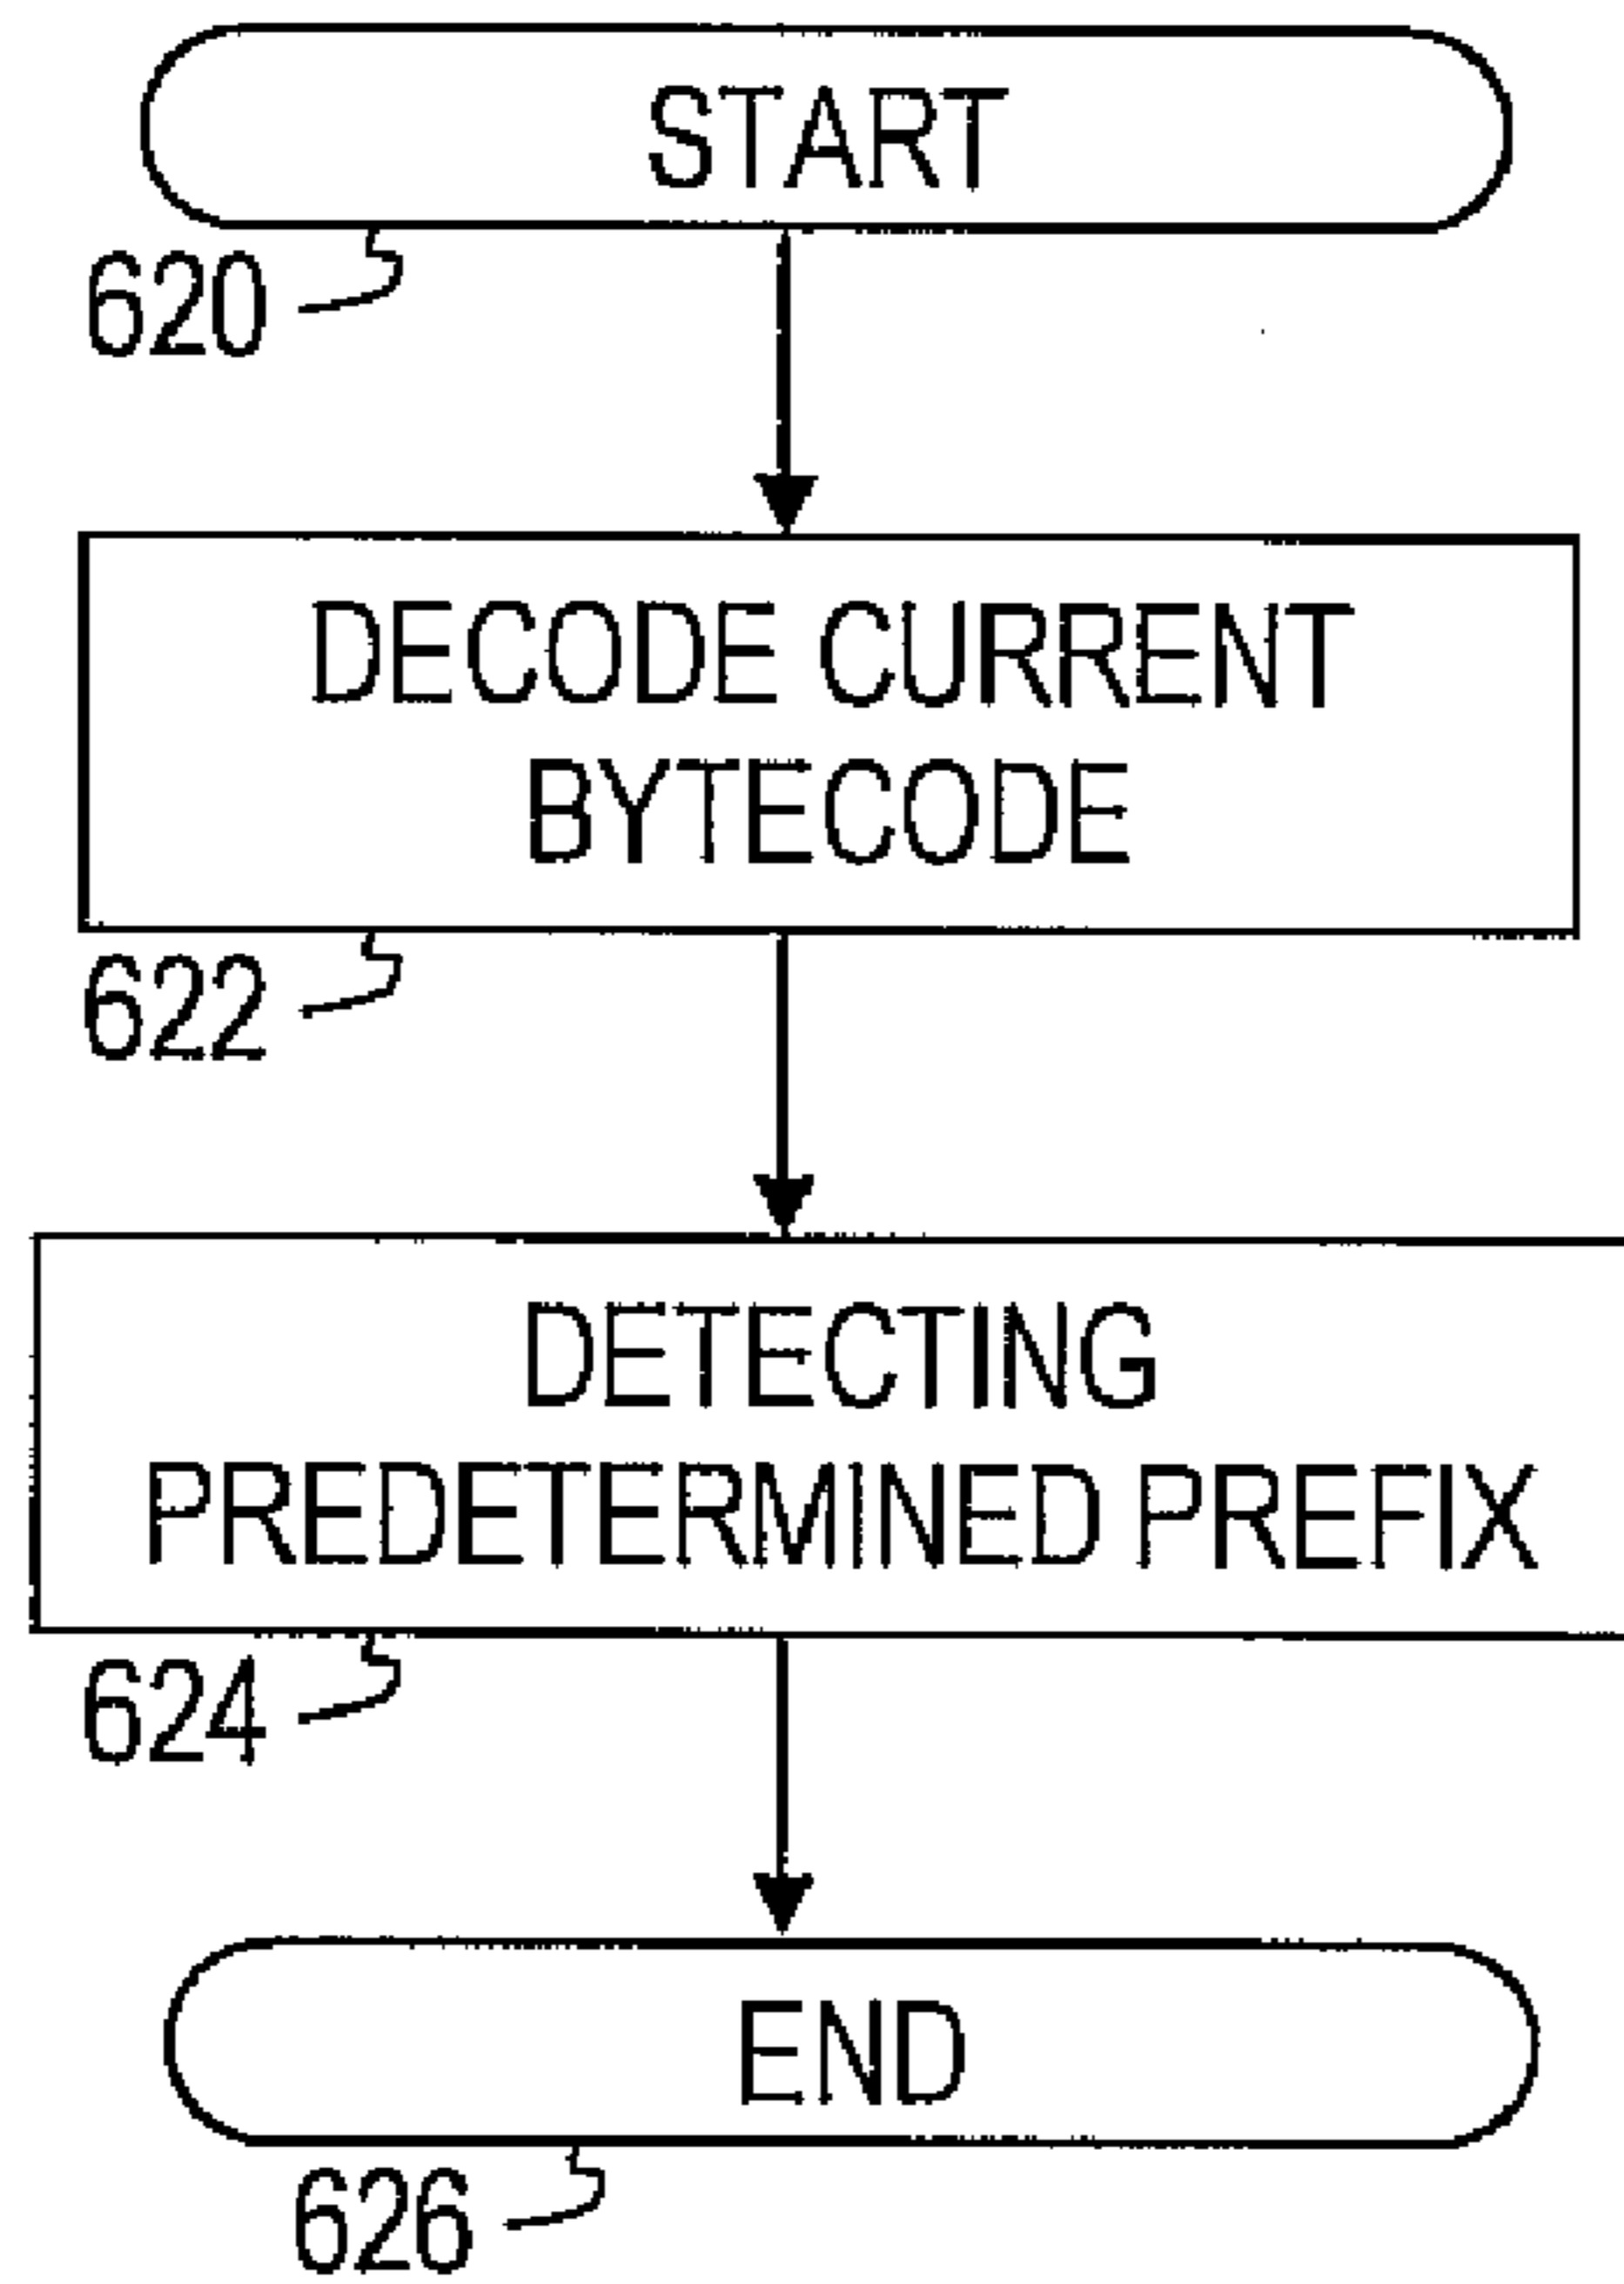 START
620
DECODE CURRENT
BYTECODE
622
DETECTING
PREDETERMINED PREFIX
624
END
626